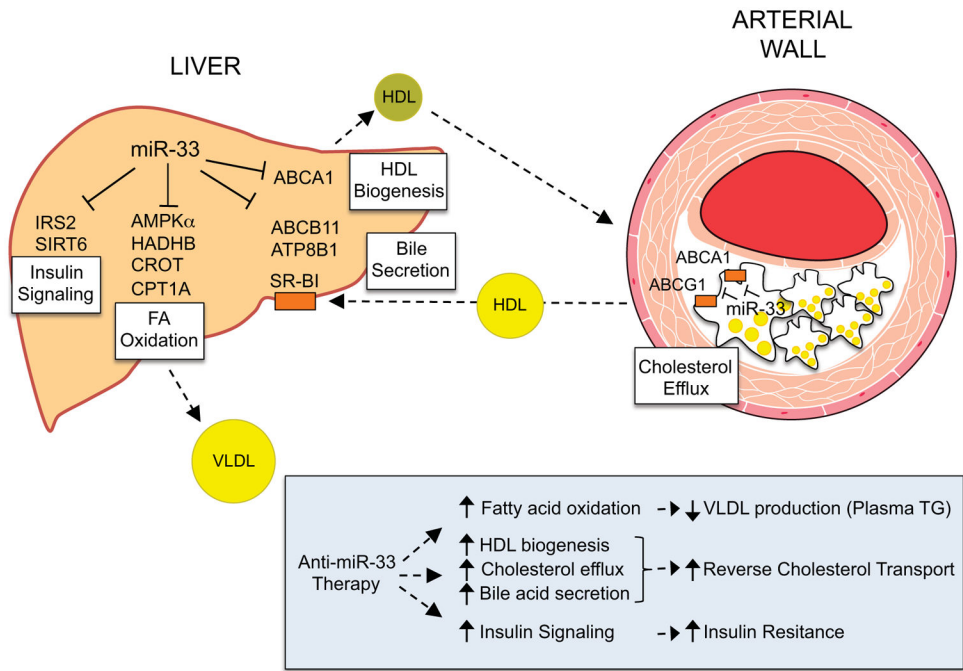 LIVER
ARTERIAL
WALL
HDL
miR-33
ABCA1
HDL
Biogenesis
IRS2
SIRT6
Insulin
Signaling
AMPKα
HADHB
CROT
CPT1A
FA
Oxidation
ABCB11
ATP8B1
SR-BI
Bile
Secretion
HDL
VLDL
ABCA1
ABCG1
miR-33
Cholesterol
Efflux
Anti-miR-33
Therapy
Fatty acid oxidation
VLDL production (Plasma TG)
HDL biogenesis
Cholesterol efflux
Bile acid secretion
Reverse Cholesterol Transport
Insulin Signaling
Insulin Resitance